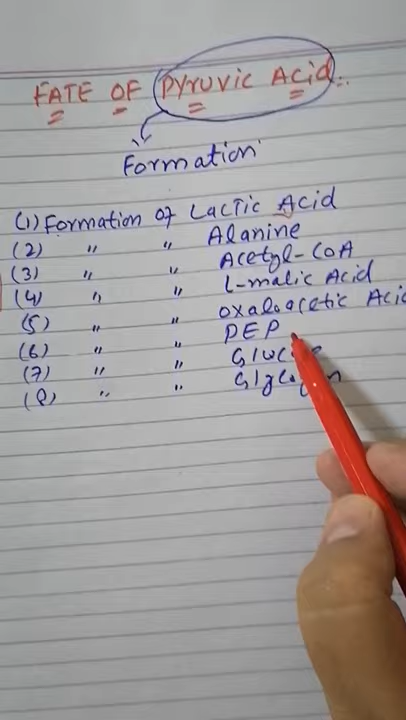 FATE OF Pyruvic Acid..
Formation
(1) Formation of Lactic Acid
(2) " " Alanine
(3) " " Acetyl-CoA
(4) " " L-malic Acid
(5) " " Oxaloacetic Acid
(6) " " PEP
(7) " "
(8) " "